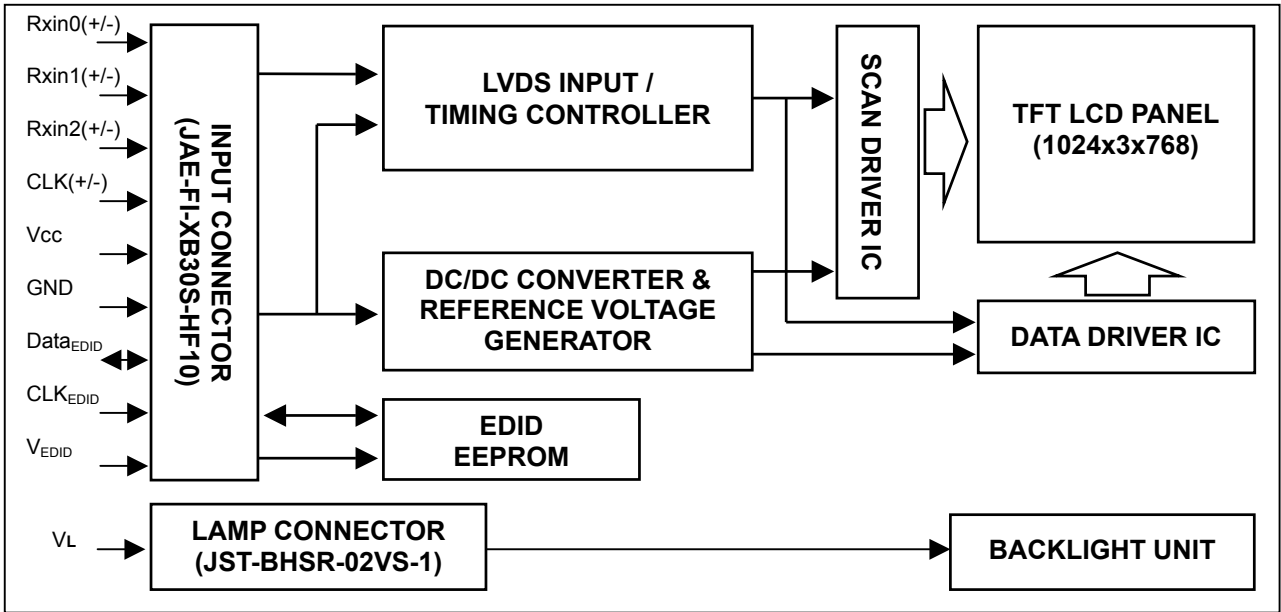 Rxin0(+/-)
Rxin1(+/-)
Rxin2(+/-)
CLK(+/-)
Vcc
GND
DataEDID
CLKEDID
VEDID
VL
INPUT CONNECTOR
(JAE-FI-XB30S-HF10)
LVDS INPUT /
TIMING CONTROLLER
DC/DC CONVERTER &
REFERENCE VOLTAGE
GENERATOR
EDID
EEPROM
LAMP CONNECTOR
(JST-BHSR-02VS-1)
SCAN DRIVER IC
TFT LCD PANEL
(1024x3x768)
DATA DRIVER IC
BACKLIGHT UNIT